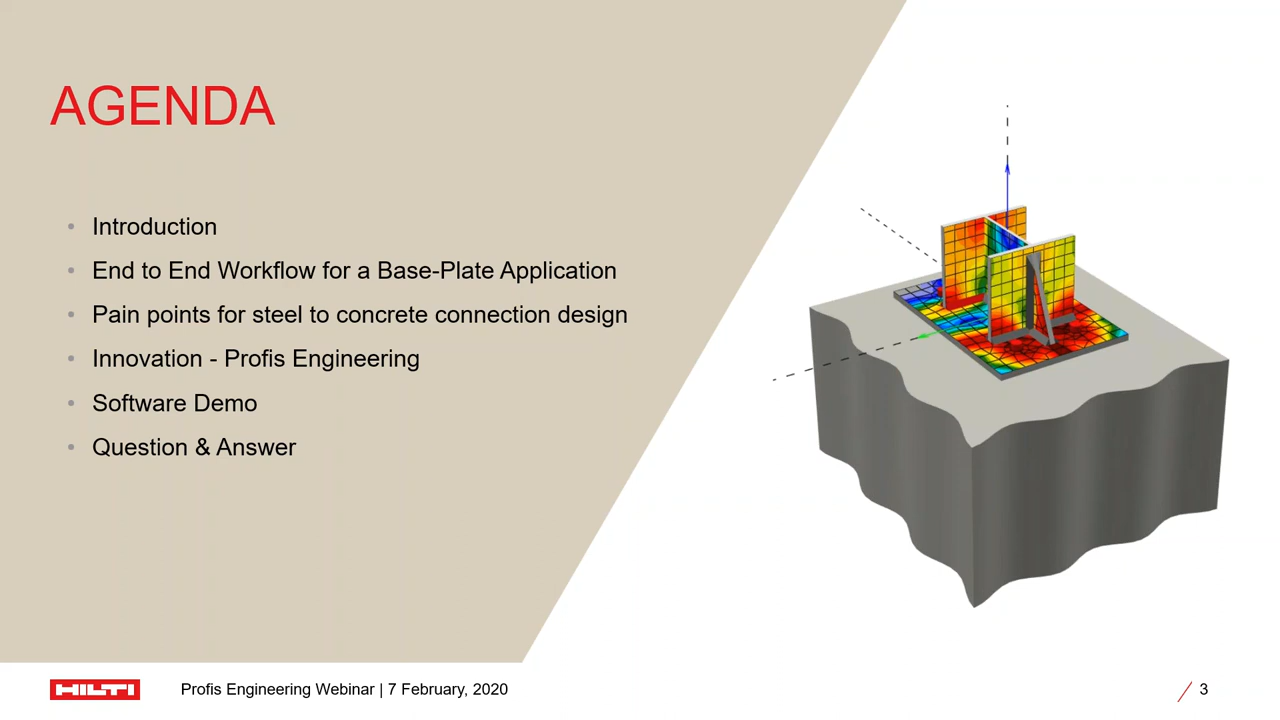 AGENDA
• Introduction
• End to End Workflow for a Base-Plate Application
• Pain points for steel to concrete connection design
• Innovation - Profis Engineering
• Software Demo
• Question & Answer
HILTI
Profis Engineering Webinar | 7 February, 2020
3